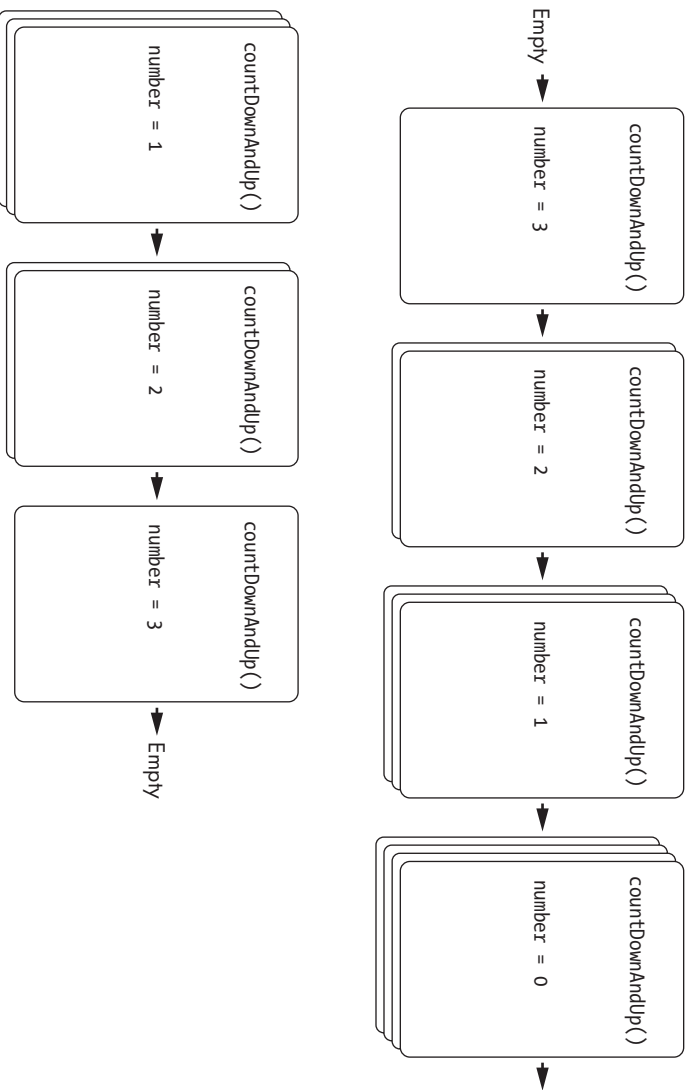 Empty
countDownAndUp()
number = 3
countDownAndUp()
number = 2
countDownAndUp()
number = 1
countDownAndUp()
number = 0
countDownAndUp()
number = 1
countDownAndUp()
number = 2
countDownAndUp()
number = 3
Empty